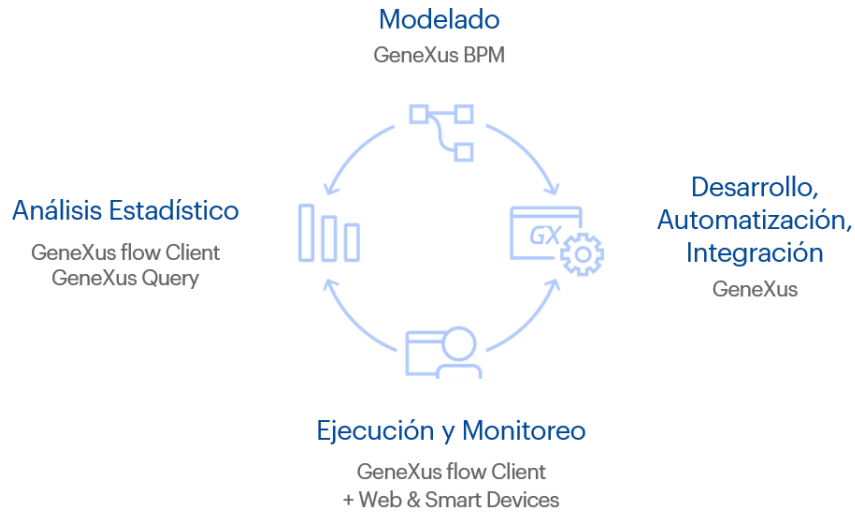 Modelado
GeneXus BPM
Análisis Estadístico
GeneXus flow Client
GeneXus Query
GX
Desarrollo,
Automatización,
Integración
GeneXus
Ejecución y Monitoreo
GeneXus flow Client
+ Web & Smart Devices